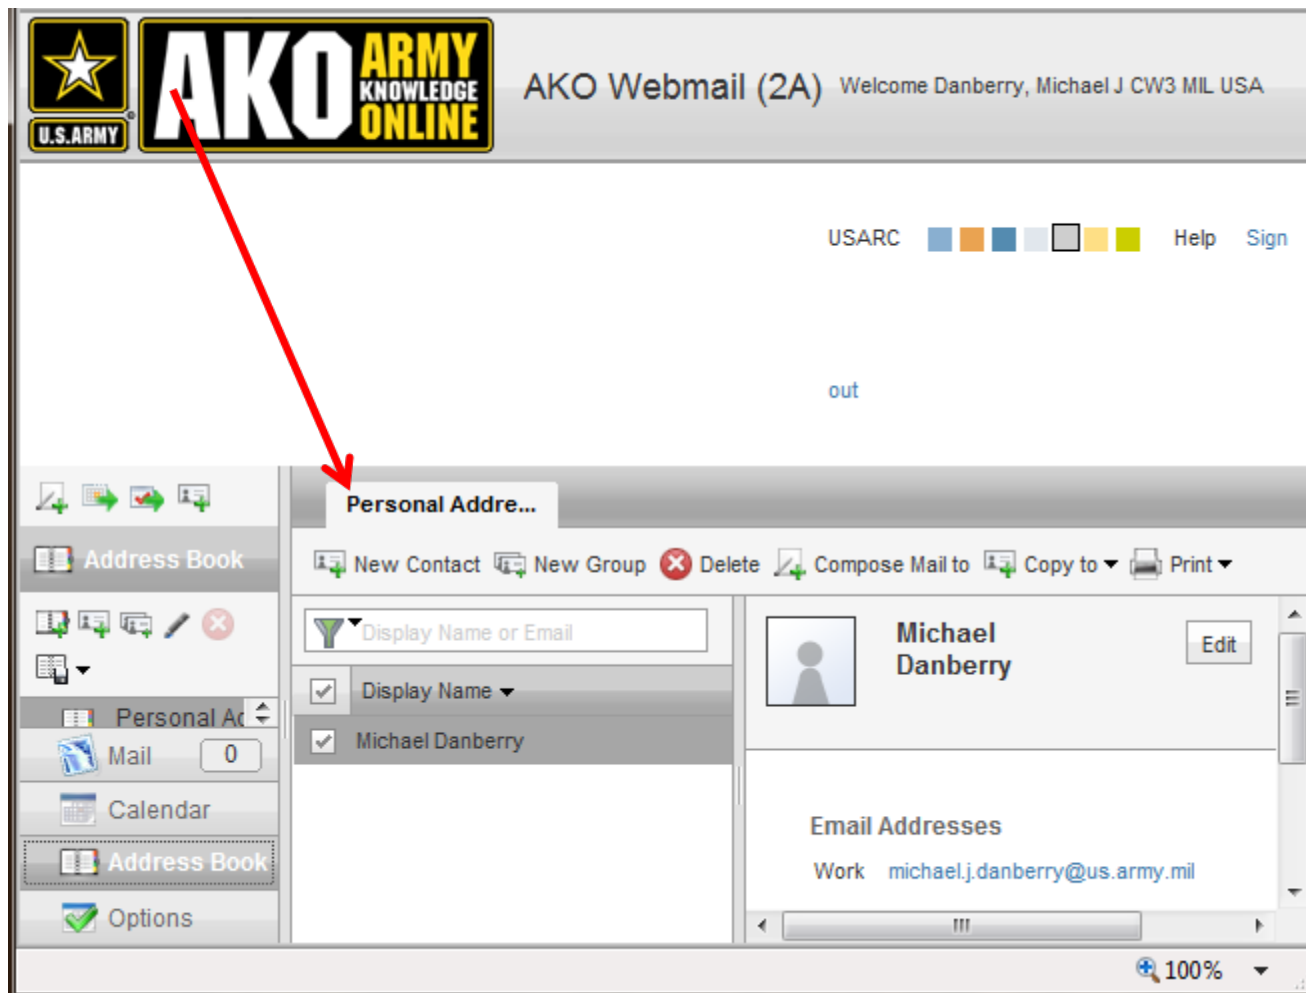 U.S.ARMY
AKO ARMY
KNOWLEDGE
ONLINE
AKO Webmail (2A) Welcome Danberry, Michael J CW3 MIL USA
USARC Help Sign
out
Personal Addre...
Address Book
New Contact New Group Delete Compose Mail to Copy to Print
Display Name or Email
Display Name
Michael Danberry
Personal Ad
Mail 0
Calendar
Address Book
Options
Michael
Danberry
Edit
Email Addresses
Work michael.j.danberry@us.army.mil
100%